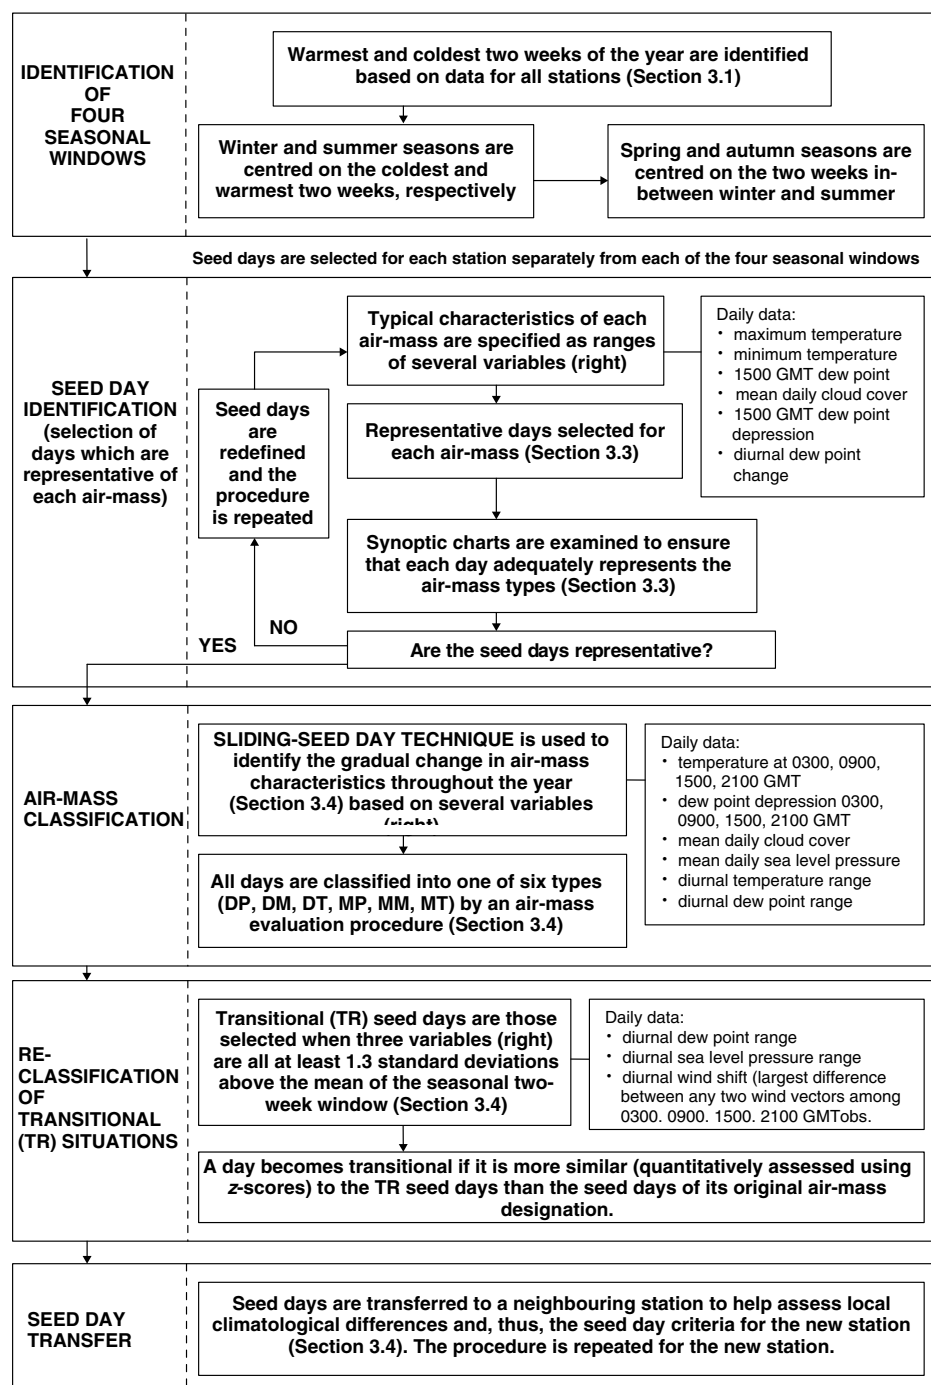 IDENTIFICATION
OF
FOUR
SEASONAL
WINDOWS
Warmest and coldest two weeks of the year are identified
based on data for all stations (Section 3.1)
Winter and summer seasons are
centred on the coldest and
warmest two weeks, respectively
Spring and autumn seasons are
centred on the two weeks in-
between winter and summer
Seed days are selected for each station separately from each of the four seasonal windows
SEED DAY
IDENTIFICATION
(selection of
days which are
representative of
each air-mass)
Typical characteristics of each
air-mass are specified as ranges
of several variables (right)
Daily data:
• maximum temperature
• minimum temperature
• 1500 GMT dew point
• mean daily cloud cover
• 1500 GMT dew point
depression
• diurnal dew point
change
Seed days
are
redefined
and the
procedure
is repeated
Representative days selected for
each air-mass (Section 3.3)
Synoptic charts are examined to ensure
that each day adequately represents the
air-mass types (Section 3.3)
NO
YES
Are the seed days representative?
AIR-MASS
CLASSIFICATION
SLIDING-SEED DAY TECHNIQUE is used to
identify the gradual change in air-mass
characteristics throughout the year
(Section 3.4) based on several variables
(right)
Daily data:
• temperature at 0300, 0900,
1500, 2100 GMT
• dew point depression 0300,
0900, 1500, 2100 GMT
• mean daily cloud cover
• mean daily sea level pressure
• diurnal temperature range
• diurnal dew point range
All days are classified into one of six types
(DP, DM, DT, MP, MM, MT) by an air-mass
evaluation procedure (Section 3.4)
RE-
CLASSIFICATION
OF
TRANSITIONAL
(TR) SITUATIONS
Transitional (TR) seed days are those
selected when three variables (right)
are all at least 1.3 standard deviations
above the mean of the seasonal two-
week window (Section 3.4)
Daily data:
• diurnal dew point range
• diurnal sea level pressure range
• diurnal wind shift (largest difference
between any two wind vectors among
0300. 0900. 1500. 2100 GMTobs.
A day becomes transitional if it is more similar (quantitatively assessed using
z-scores) to the TR seed days than the seed days of its original air-mass
designation.
SEED DAY
TRANSFER
Seed days are transferred to a neighbouring station to help assess local
climatological differences and, thus, the seed day criteria for the new station
(Section 3.4). The procedure is repeated for the new station.